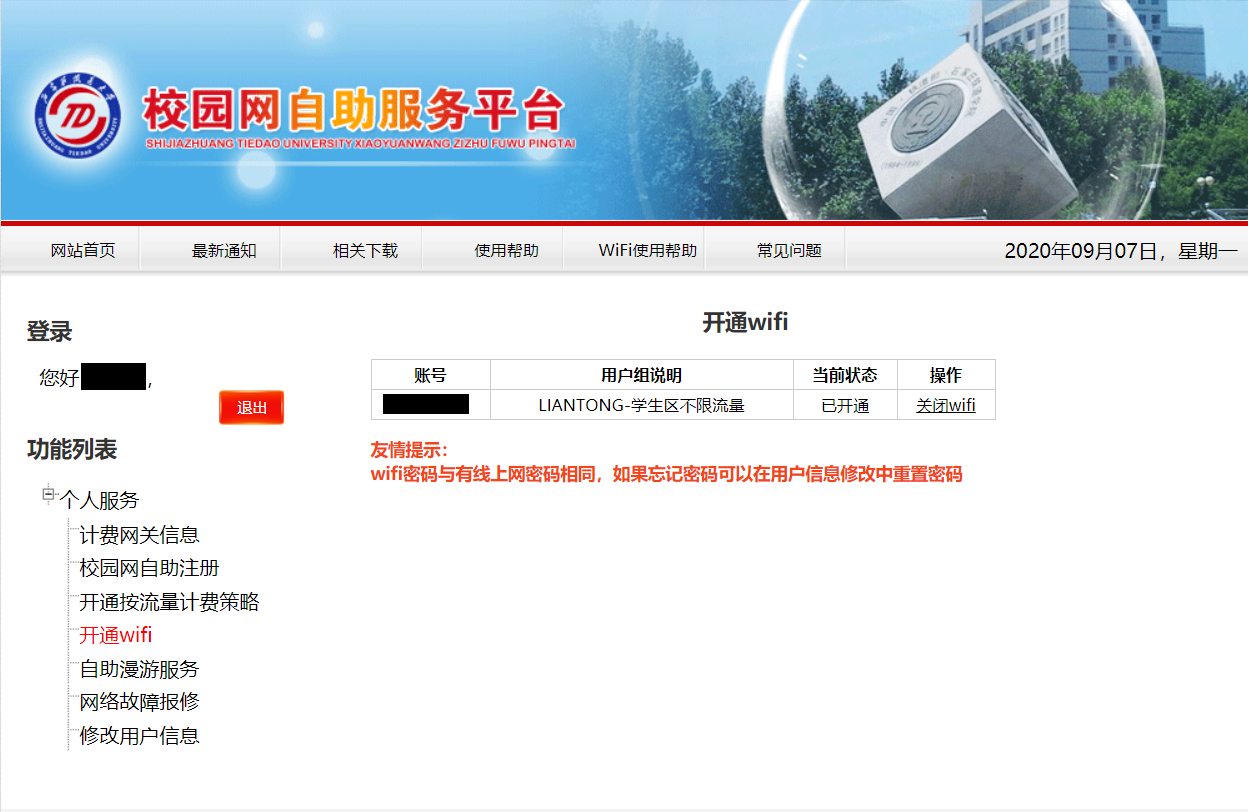 校园网自助服务平台
SHIJIAZHUANG TIEDAO UNIVERSITY XIAOYUANWANG ZIZHU FUWU PINGTAI
网站首页
最新通知
相关下载
使用帮助
WiFi使用帮助
常见问题
2020年09月07日，星期一
登录
您好
，
退出
功能列表
个人服务
计费网关信息
校园网自助注册
开通按流量计费策略
开通wifi
自助漫游服务
网络故障报修
修改用户信息
开通wifi
账号 用户组说明 当前状态 操作
LIANTONG-学生区不限流量 已开通 关闭wifi
友情提示：
wifi密码与有线上网密码相同，如果忘记密码可以在用户信息修改中重置密码